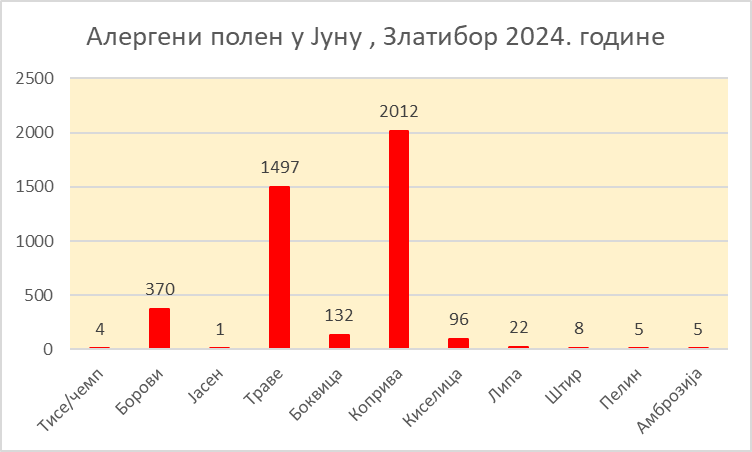 Алергени полен у Јуну , Златибор 2024. године
2500
2000
1500
1000
500
0
4
370
1
1497
132
2012
96
22
8
5
5
Тисе/чемп
Борови
Јасен
Траве
Боквица
Коприва
Киселица
Липа
Штир
Пелин
Амброзија